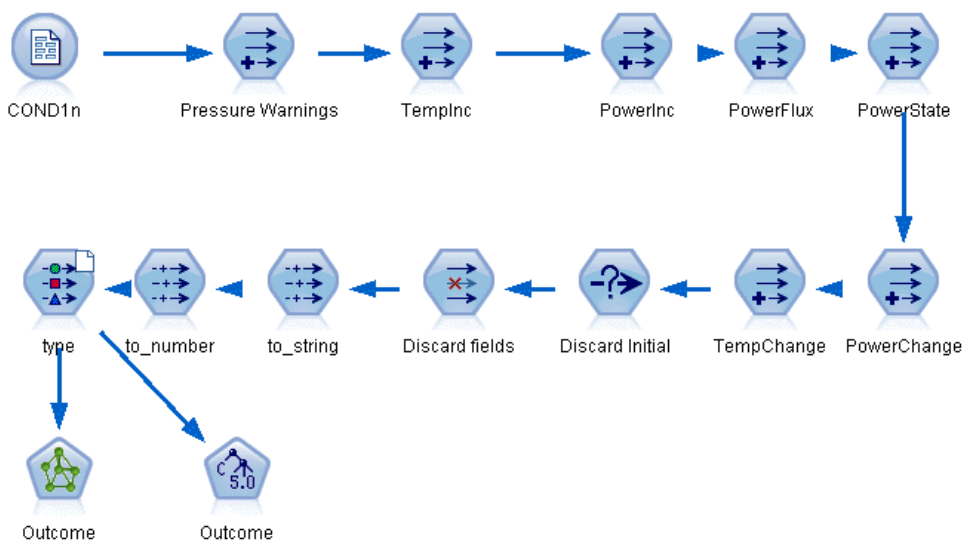 COND1n
Pressure Warnings
TempInc
PowerInc
PowerFlux
PowerState
type
to_number
to_string
Discard fields
Discard Initial
TempChange
PowerChange
C
5.0
Outcome
Outcome